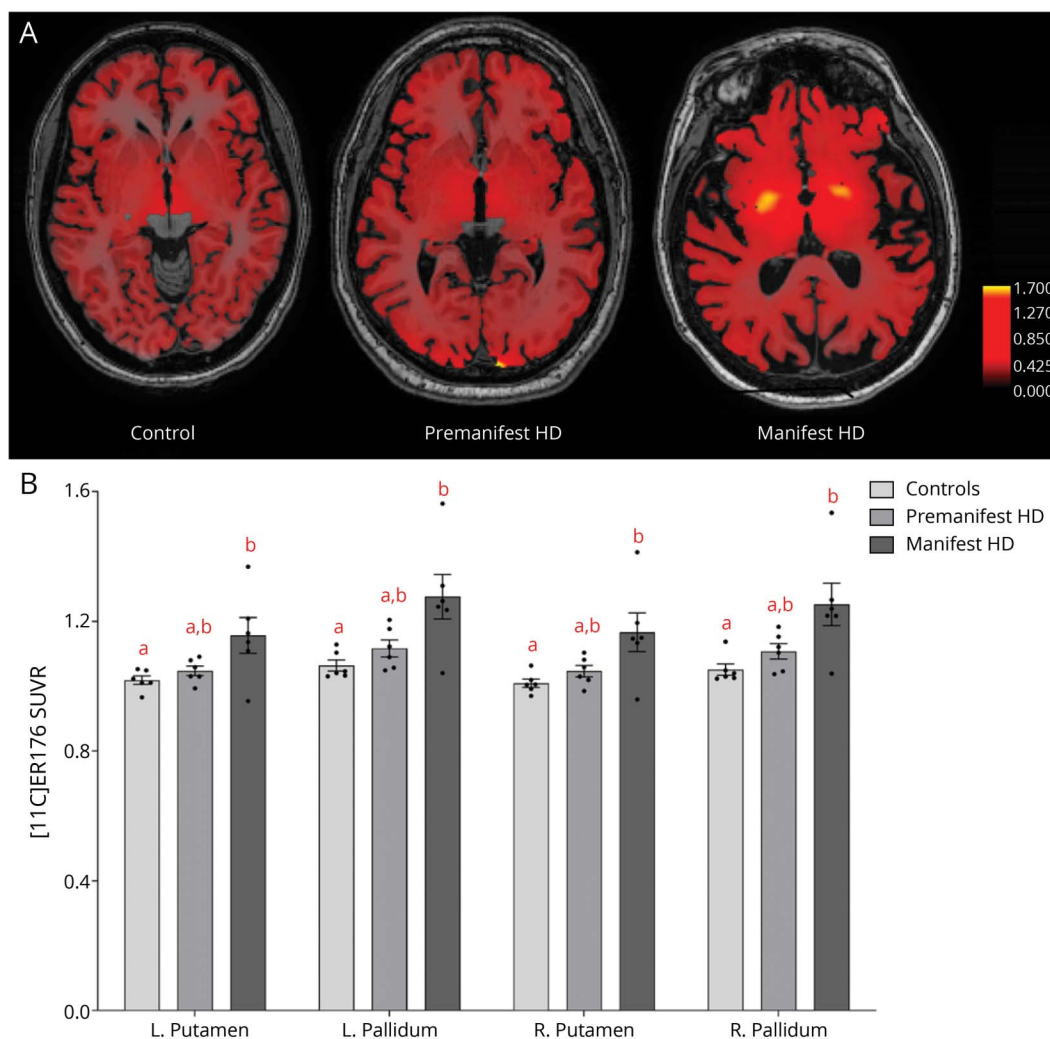 A
1.700
1.270
0.850
0.425
0.000
Control
Premanifest HD
Manifest HD
B
Controls
Premanifest HD
Manifest HD
[11C]ER176 SUVR
1.6
1.2
0.8
0.4
0.0
a
a,b
b
a
a,b
b
a
a,b
b
a
a,b
b
L. Putamen
L. Pallidum
R. Putamen
R. Pallidum